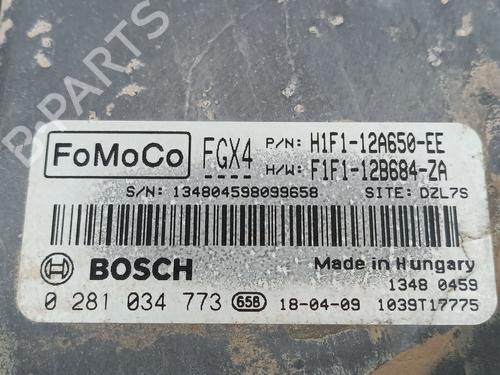 B-PARTS
FoMoCo FGX4 P/N: H1F1-12A650-EE
H/W: F1F1-12B684-ZA
S/N: 134804598099658 SITE: DZL7S
BOSCH Made in Hungary
1348 0459
0 281 034 773 658 18-04-09 1039T17775